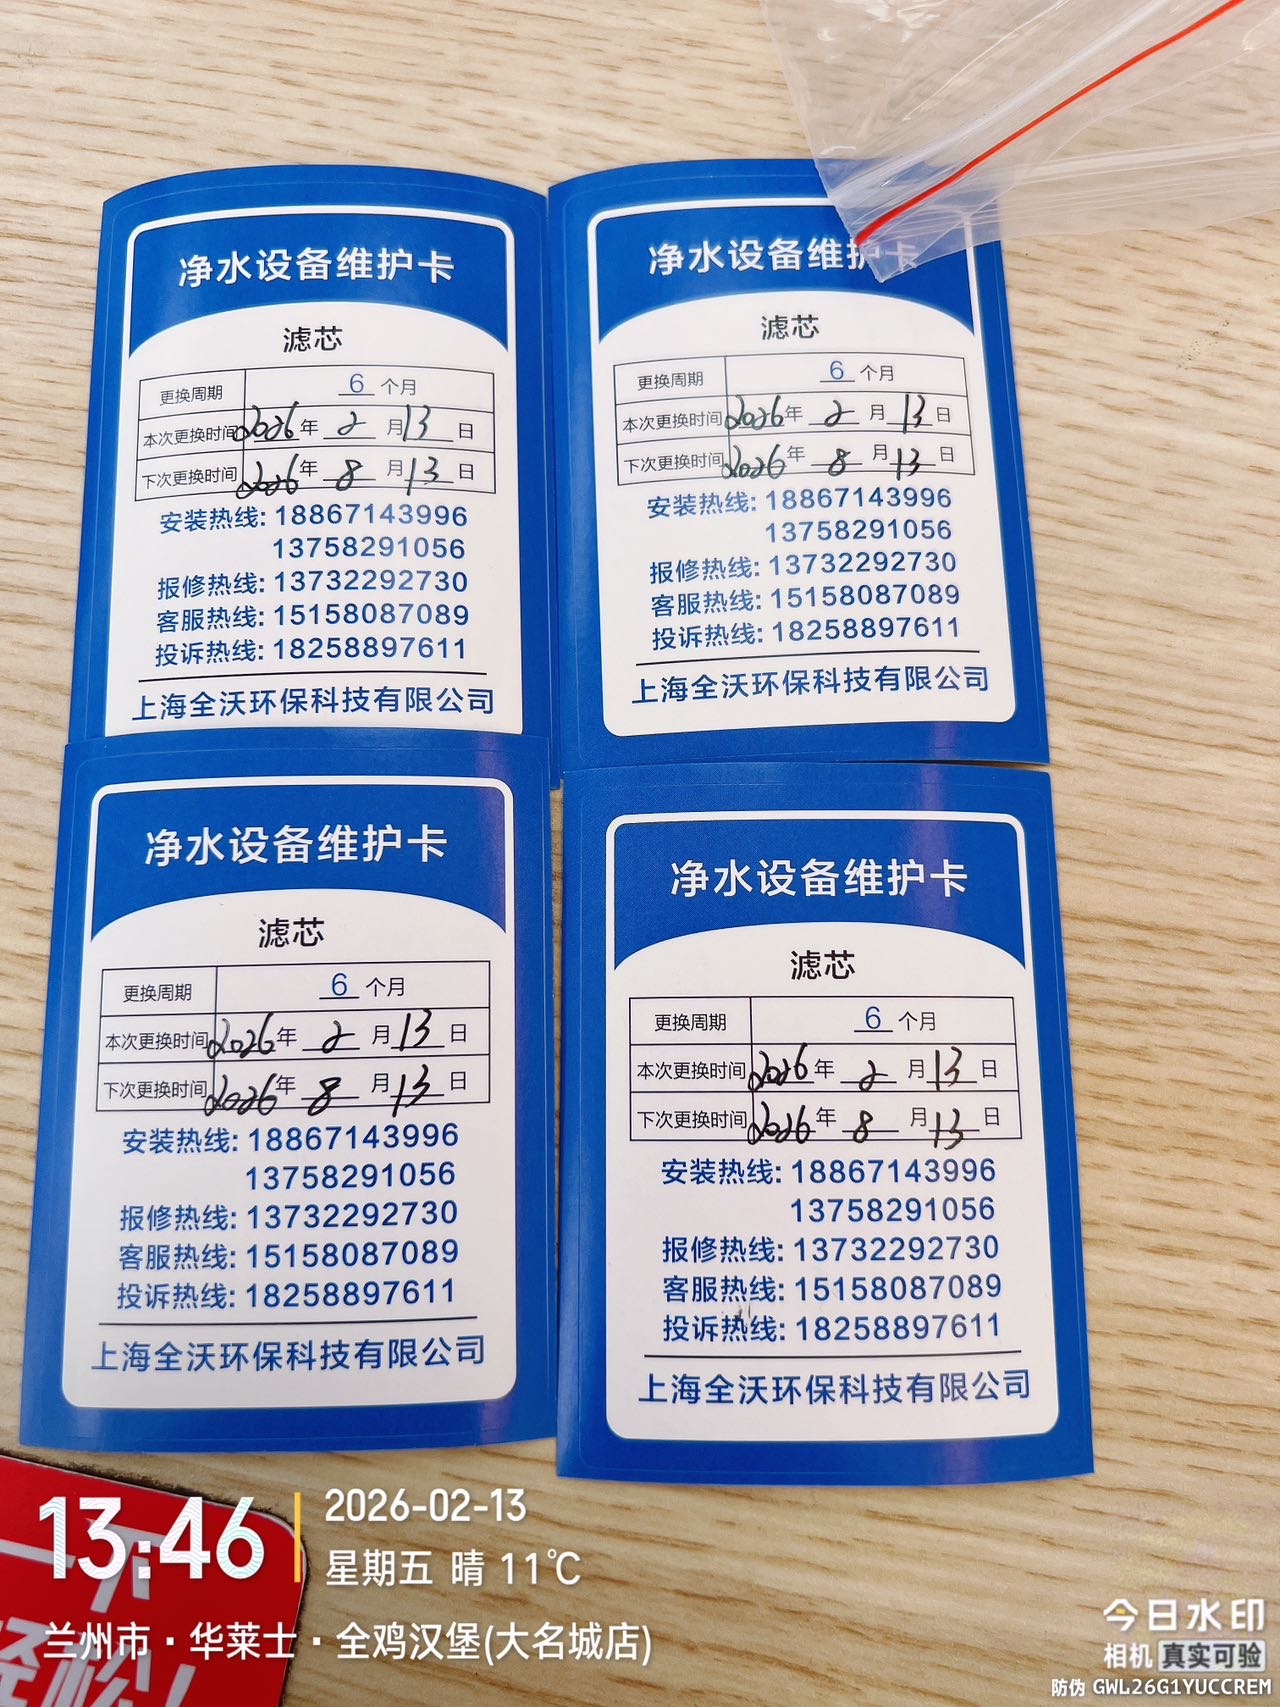 净水设备维护卡
滤芯
更换周期 6 个月
本次更换时间 2026 年 2 月 13 日
下次更换时间 2026 年 8 月 13 日
安装热线: 18867143996
13758291056
报修热线: 13732292730
客服热线: 15158087089
投诉热线: 18258897611
上海全沃环保科技有限公司
净水设备维护卡
滤芯
更换周期 6 个月
本次更换时间 2026 年 2 月 13 日
下次更换时间 2026 年 8 月 13 日
安装热线: 18867143996
13758291056
报修热线: 13732292730
客服热线: 15158087089
投诉热线: 18258897611
上海全沃环保科技有限公司
净水设备维护卡
滤芯
更换周期 6 个月
本次更换时间 2026 年 2 月 13 日
下次更换时间 2026 年 8 月 13 日
安装热线: 18867143996
13758291056
报修热线: 13732292730
客服热线: 15158087089
投诉热线: 18258897611
上海全沃环保科技有限公司
净水设备维护卡
滤芯
更换周期 6 个月
本次更换时间 2026 年 2 月 13 日
下次更换时间 2026 年 8 月 13 日
安装热线: 18867143996
13758291056
报修热线: 13732292730
客服热线: 15158087089
投诉热线: 18258897611
上海全沃环保科技有限公司
13:46
2026-02-13
星期五 晴 11℃
兰州市·华莱士·全鸡汉堡(大名城店)
今日水印
相机 真实可验
防伪 GWL26G1YUCCREM